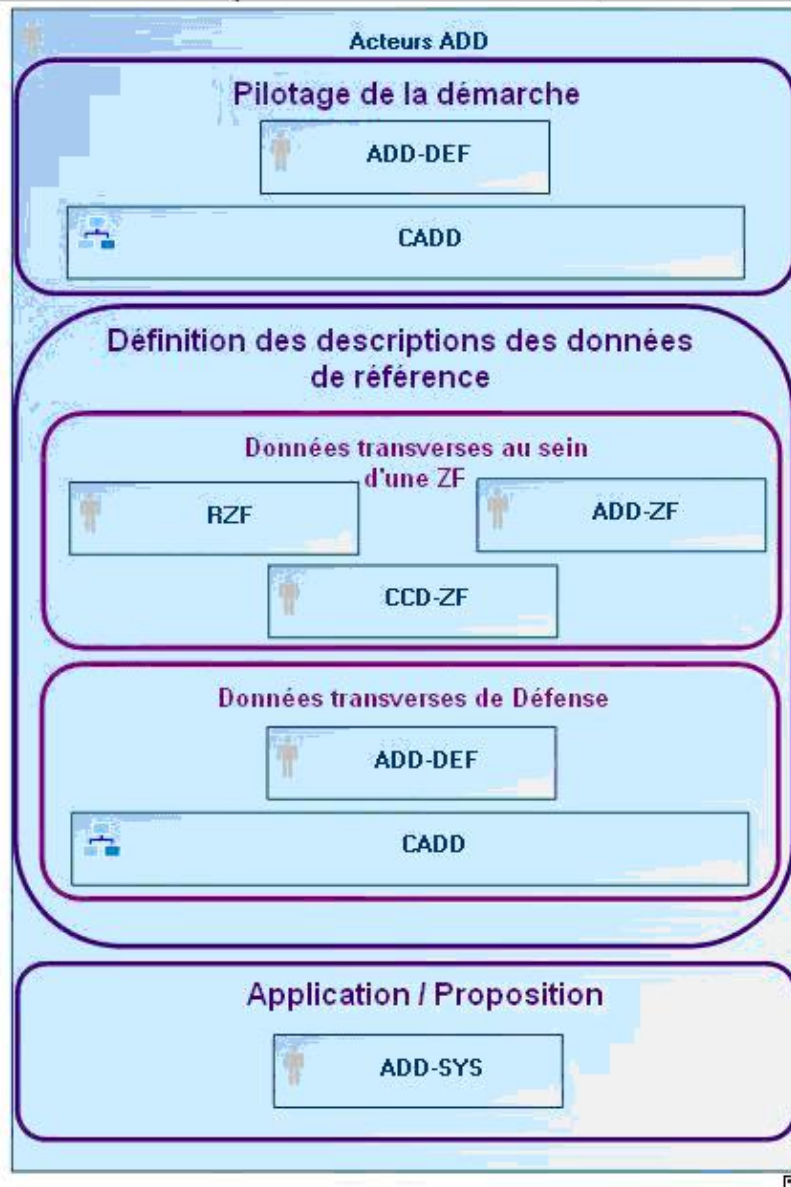 Acteurs ADD
Pilotage de la démarche
ADD-DEF
CADD
Définition des descriptions des données
de référence
Données transverses au sein
d'une ZF
RZF
ADD-ZF
CCD-ZF
Données transverses de Défense
ADD-DEF
CADD
Application / Proposition
ADD-SYS